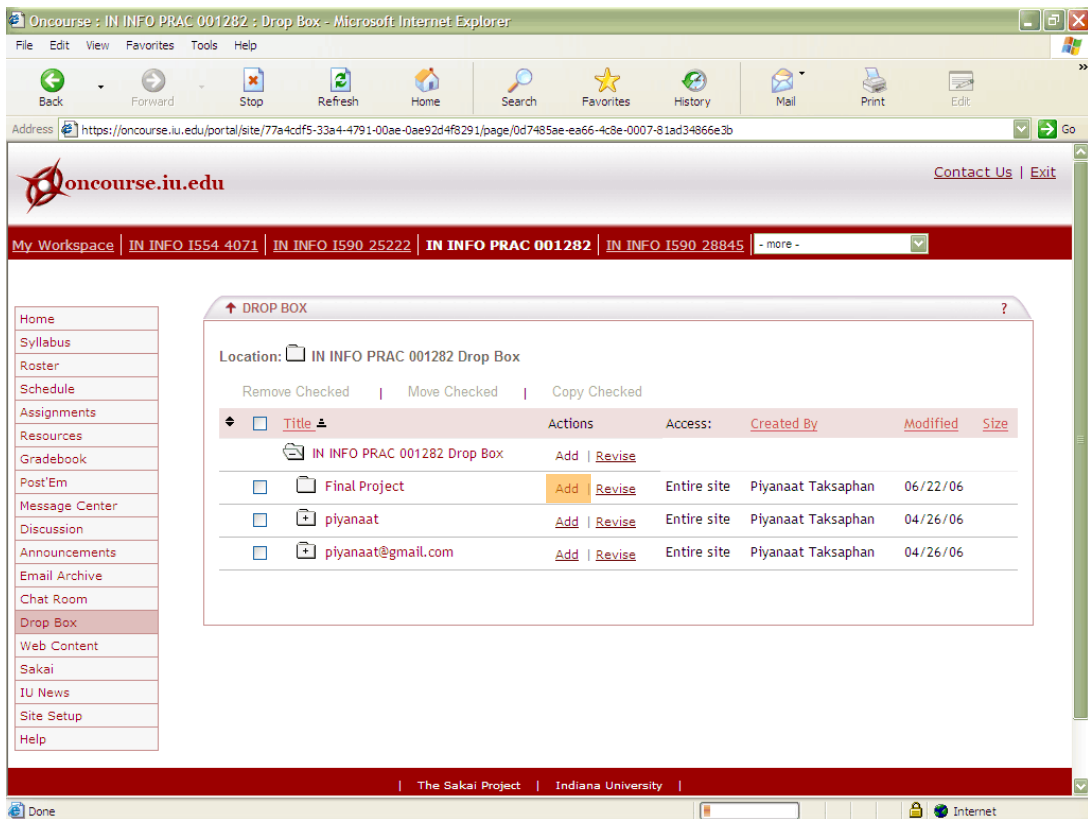 Oncourse : IN INFO PRAC 001282 : Drop Box - Microsoft Internet Explorer
File Edit View Favorites Tools Help
Back Forward Stop Refresh Home Search Favorites History Mail Print Edit
Address https://oncourse.iu.edu/portal/site/77a4cdf5-33a4-4791-00ae-0ae92d4f8291/page/0d7485ae-ea66-4c8e-0007-81ad34866e3b Go
oncourse.iu.edu
Contact Us | Exit
My Workspace | IN INFO I554 4071 | IN INFO I590 25222 | IN INFO PRAC 001282 | IN INFO I590 28845 | - more -
Home
Syllabus
Roster
Schedule
Assignments
Resources
Gradebook
Post'Em
Message Center
Discussion
Announcements
Email Archive
Chat Room
Drop Box
Web Content
Sakai
IU News
Site Setup
Help
DROP BOX ?
Location: IN INFO PRAC 001282 Drop Box
Remove Checked | Move Checked | Copy Checked
Title Actions Access: Created By Modified Size
IN INFO PRAC 001282 Drop Box Add | Revise
Final Project Add | Revise Entire site Piyanaat Taksaphan 06/22/06
piyanaat Add | Revise Entire site Piyanaat Taksaphan 04/26/06
piyanaat@gmail.com Add | Revise Entire site Piyanaat Taksaphan 04/26/06
| The Sakai Project | Indiana University |
Done Internet